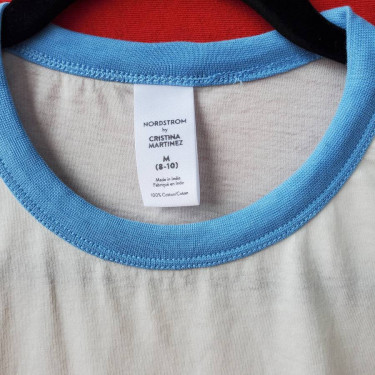 NORDSTROM
by
CRISTINA
MARTINEZ
M
(8-10)
Made in India
Fabriqué en Inde
100% Cotton/Coton